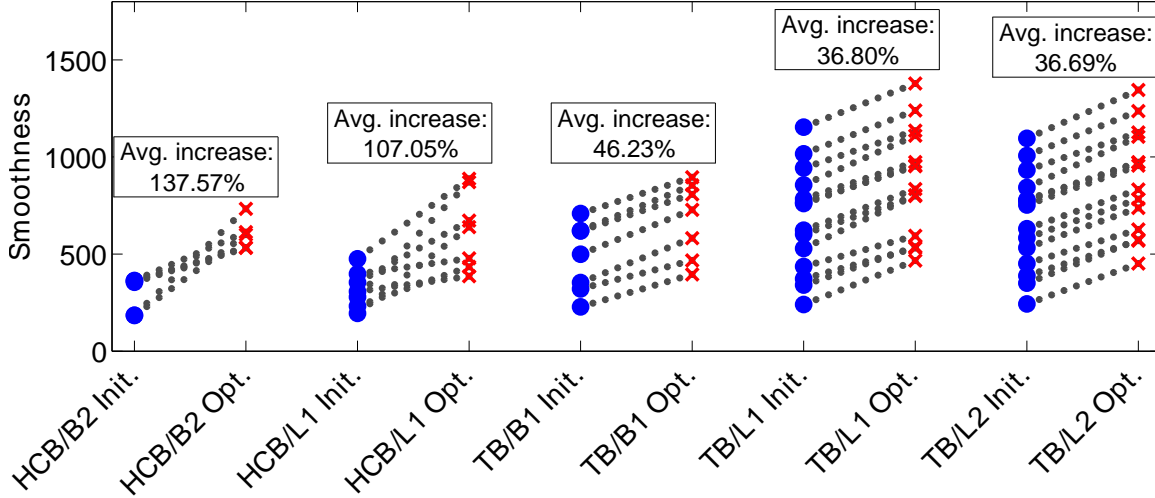 Smoothness
1500
1000
500
0
Avg. increase:
137.57%
Avg. increase:
107.05%
Avg. increase:
46.23%
Avg. increase:
36.80%
Avg. increase:
36.69%
HCB/B2 Init.
HCB/B2 Opt.
HCB/L1 Init.
HCB/L1 Opt.
TB/B1 Init.
TB/B1 Opt.
TB/L1 Init.
TB/L1 Opt.
TB/L2 Init.
TB/L2 Opt.